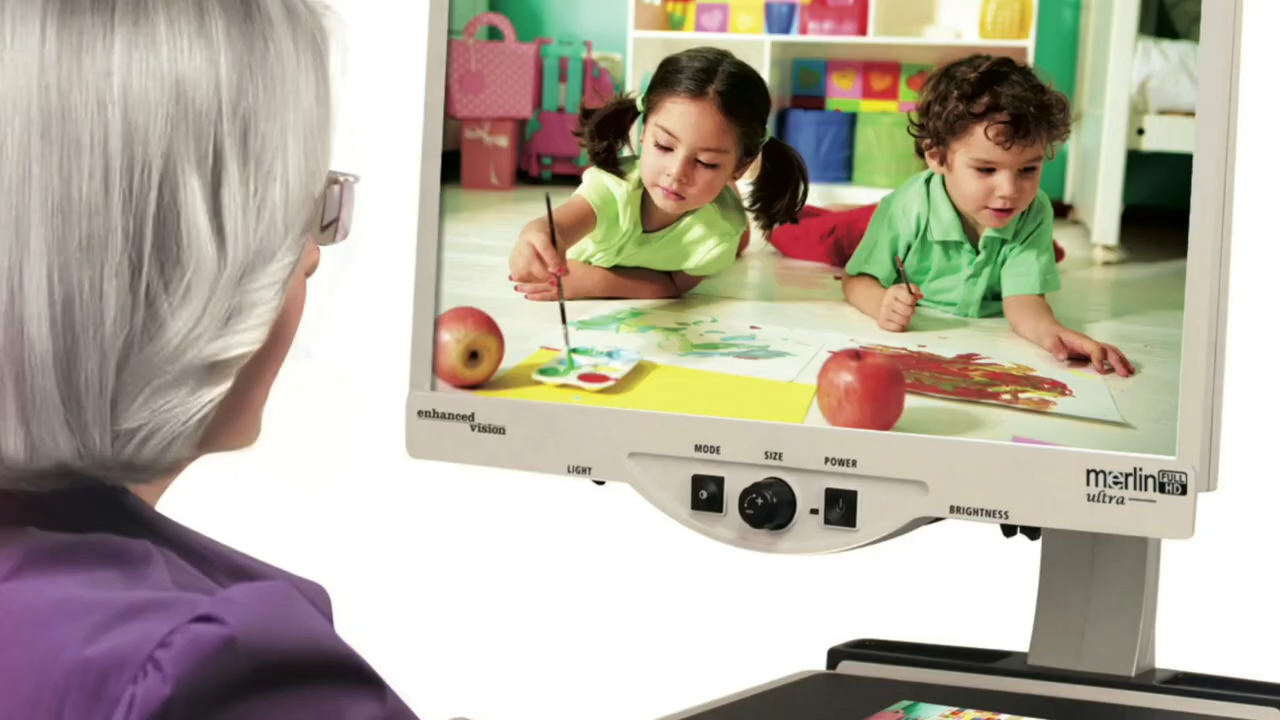 enhanced
vision
LIGHT
MODE
SIZE
POWER
BRIGHTNESS
merlin FULL HD
ultra